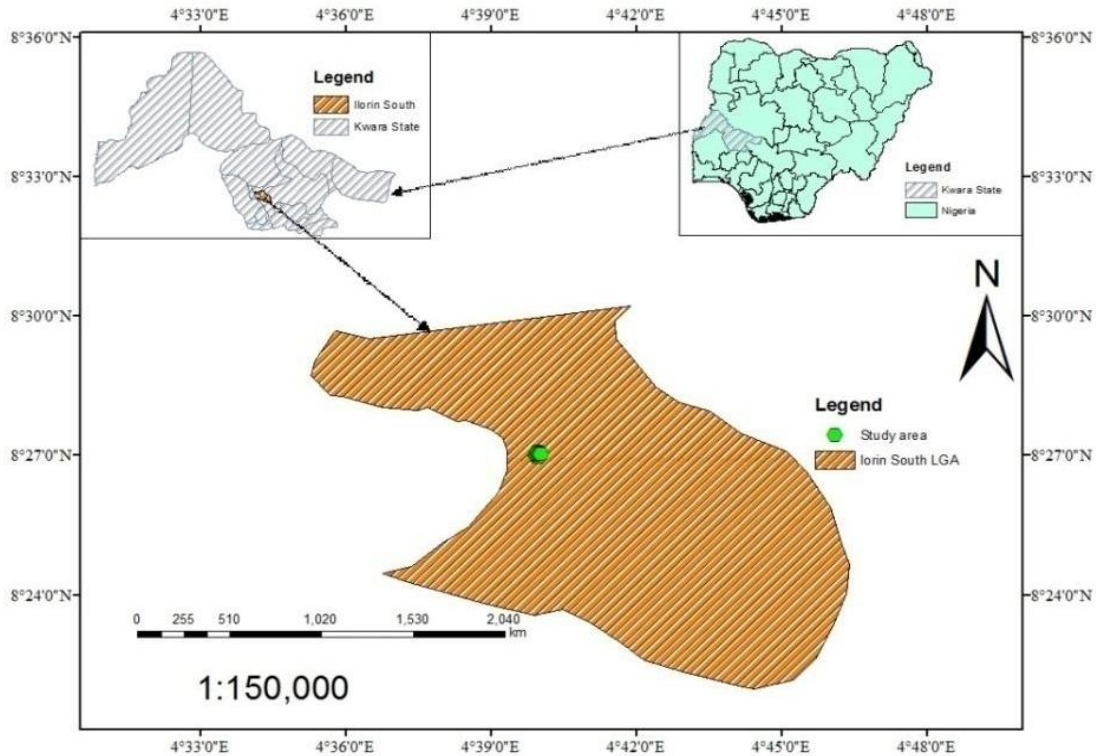 4°33'0"E 4°36'0"E 4°39'0"E 4°42'0"E 4°45'0"E 4°48'0"E
8°36'0"N 8°36'0"N
Legend
Ilorin South
Kwara State
Legend
Kwara State
Nigeria
8°33'0"N 8°33'0"N
N
8°30'0"N 8°30'0"N
Legend
Study area
lorin South LGA
8°27'0"N 8°27'0"N
8°24'0"N 8°24'0"N
0 255 510 1,020 1,530 2,040
km
1:150,000
4°33'0"E 4°36'0"E 4°39'0"E 4°42'0"E 4°45'0"E 4°48'0"E